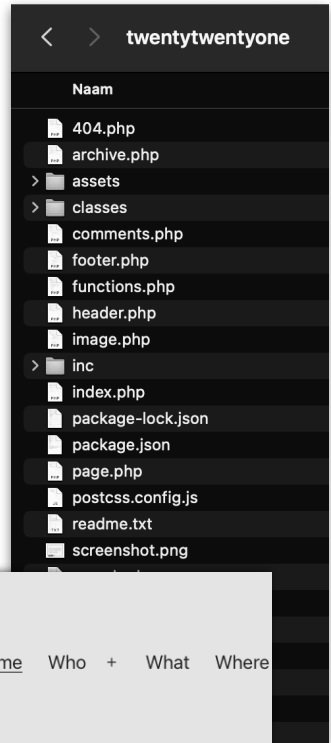 twentytwentyone
Naam
404.php
archive.php
assets
classes
comments.php
footer.php
functions.php
header.php
image.php
inc
index.php
package-lock.json
package.json
page.php
postcss.config.js
readme.txt
screenshot.png
me Who + What Where